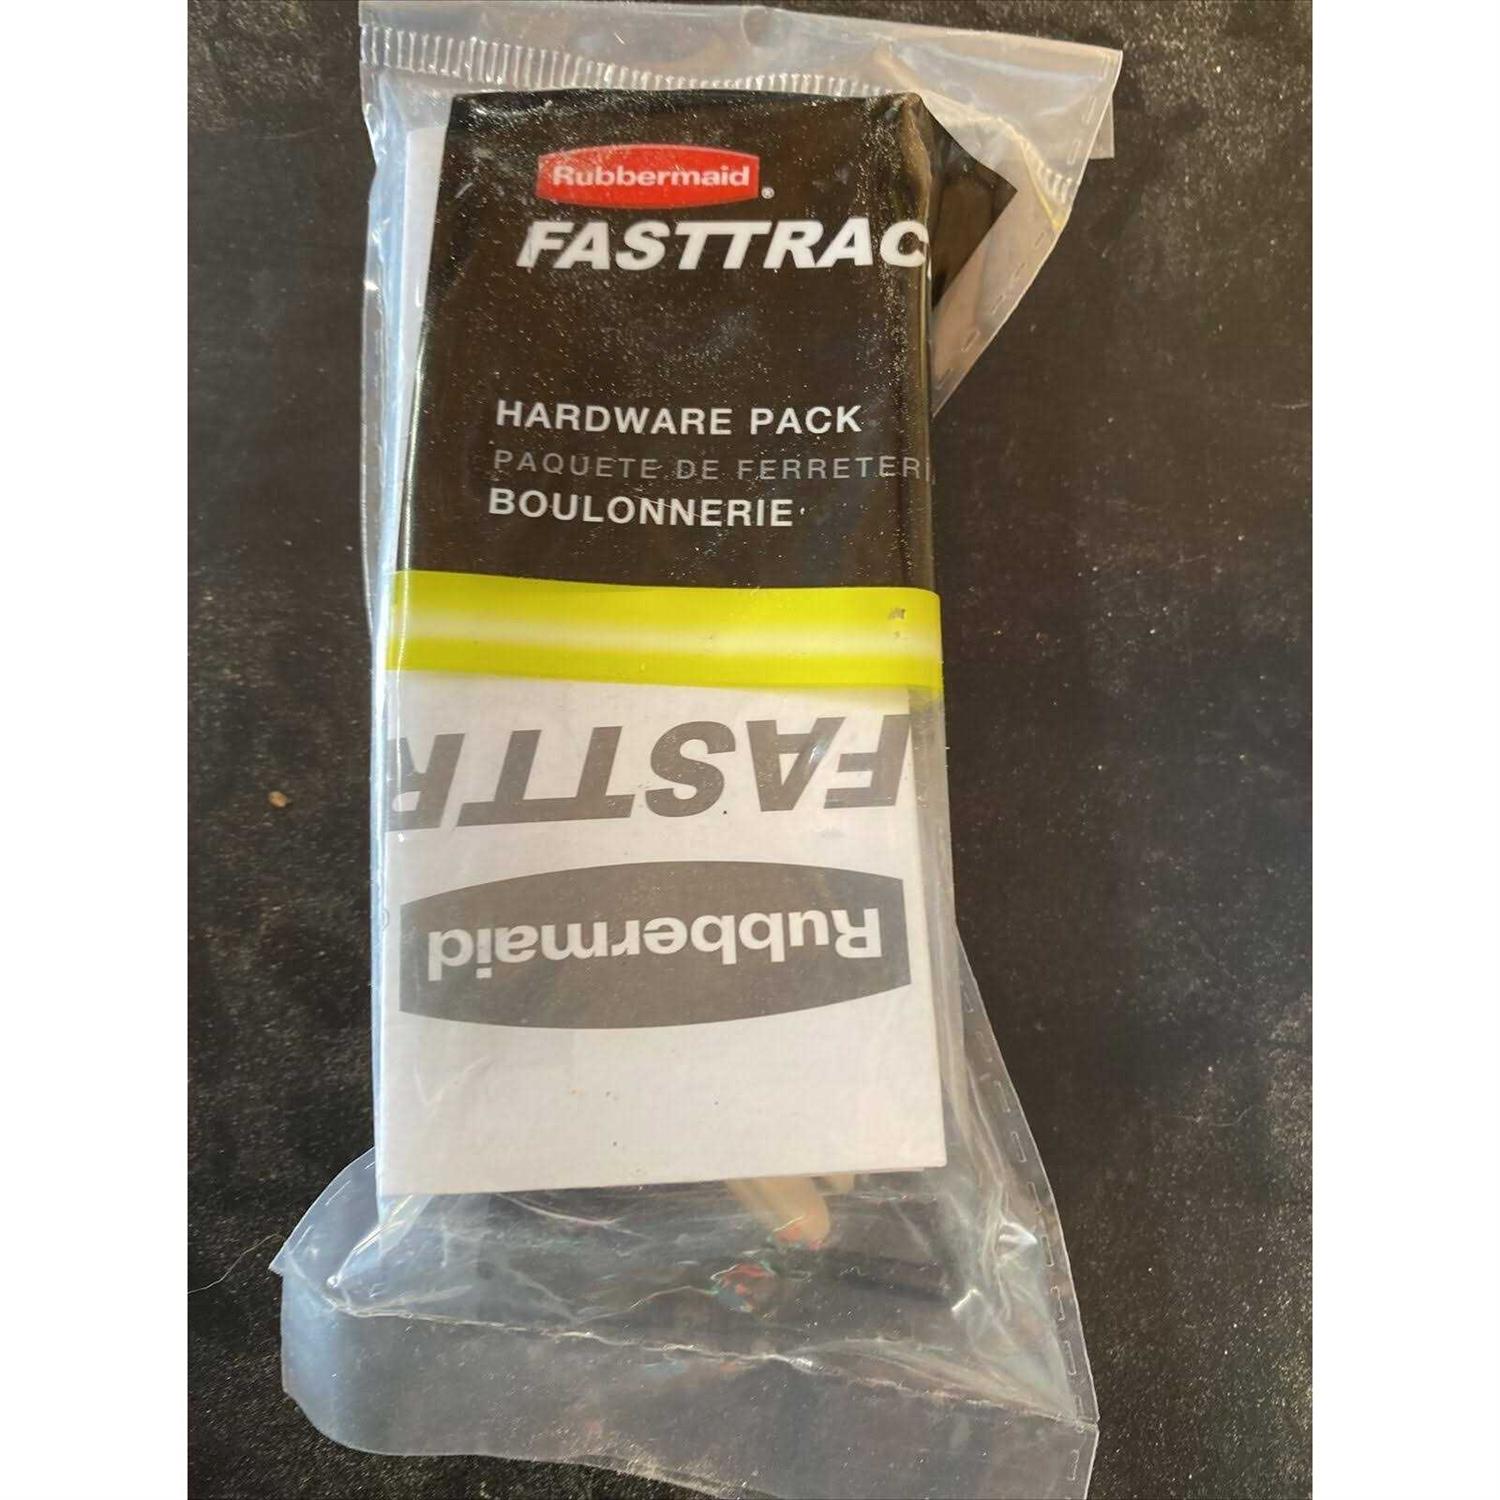 Rubbermaid®
FASTTRAC
HARDWARE PACK
PAQUETE DE FERRETERI
BOULONNERIE
FASTTR
Rubbermaid